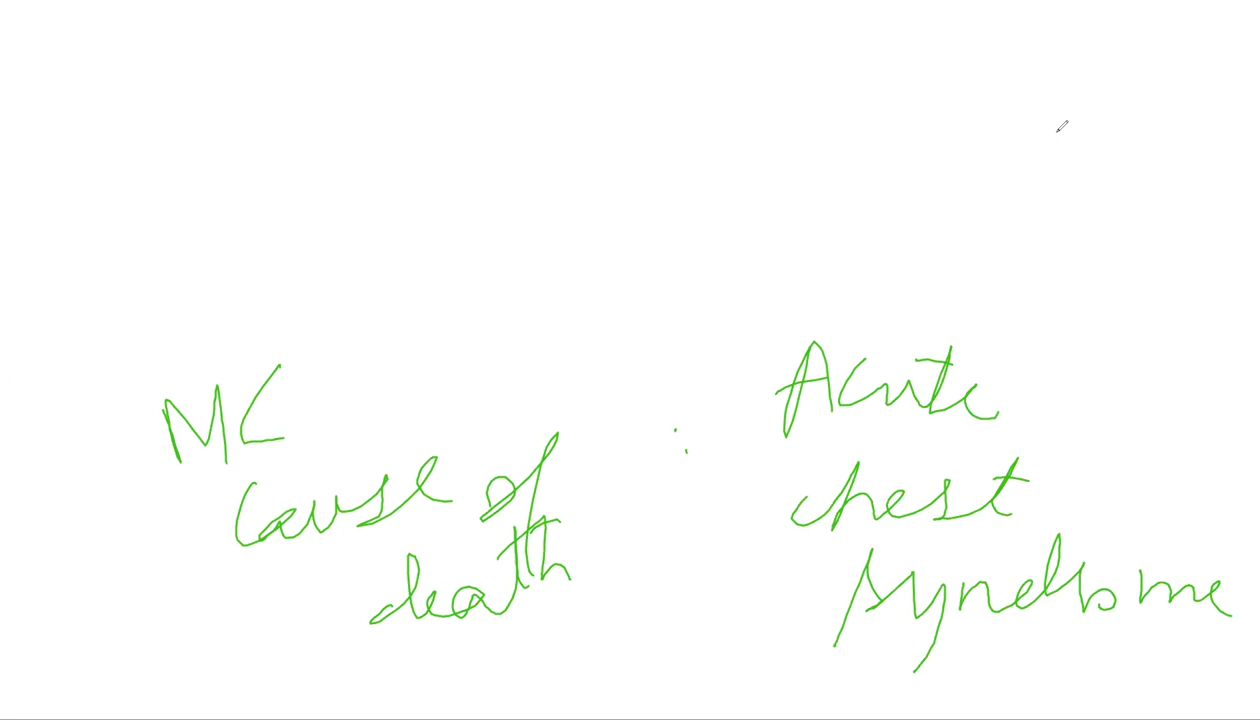 MC
cause of
death
:
Acute
chest
syndrome